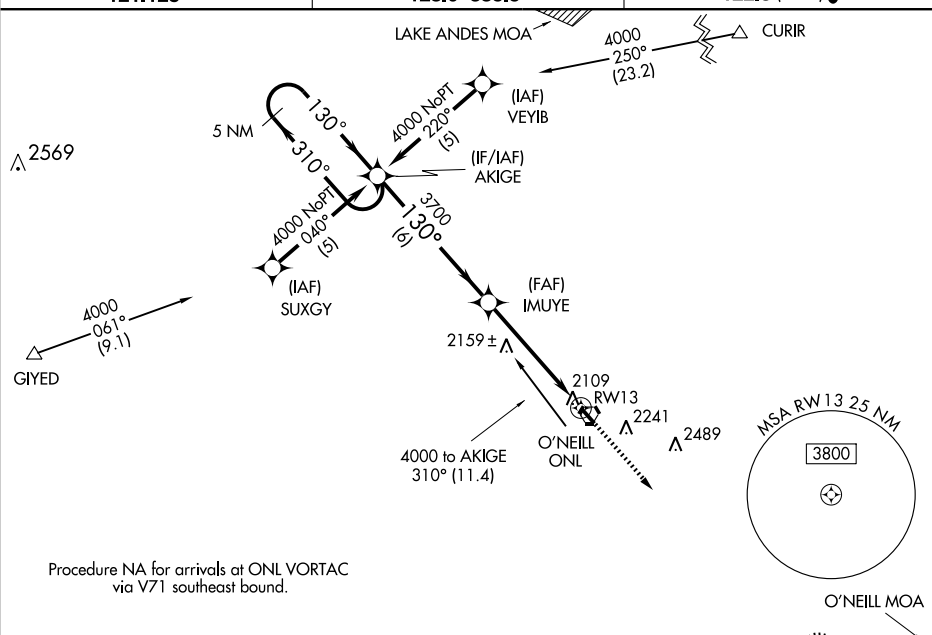 LAKE ANDES MOA
4000
250°
(23.2)
CURIR
4000 NoPT
220°
(5)
(IAF)
VEYIB
5 NM
130°
310°
2569
(IF/IAF)
AKIGE
4000 NoPT
040°
(5)
3700
130°
(6)
(IAF)
SUXGY
(FAF)
IMUYE
4000
061°
(9.1)
GIYED
2159 ±
2109
RW13
2241
2489
O'NEILL
ONL
4000 to AKIGE
310° (11.4)
MSA RW13 25 NM
3800
Procedure NA for arrivals at ONL VORTAC
via V71 southeast bound.
O'NEILL MOA